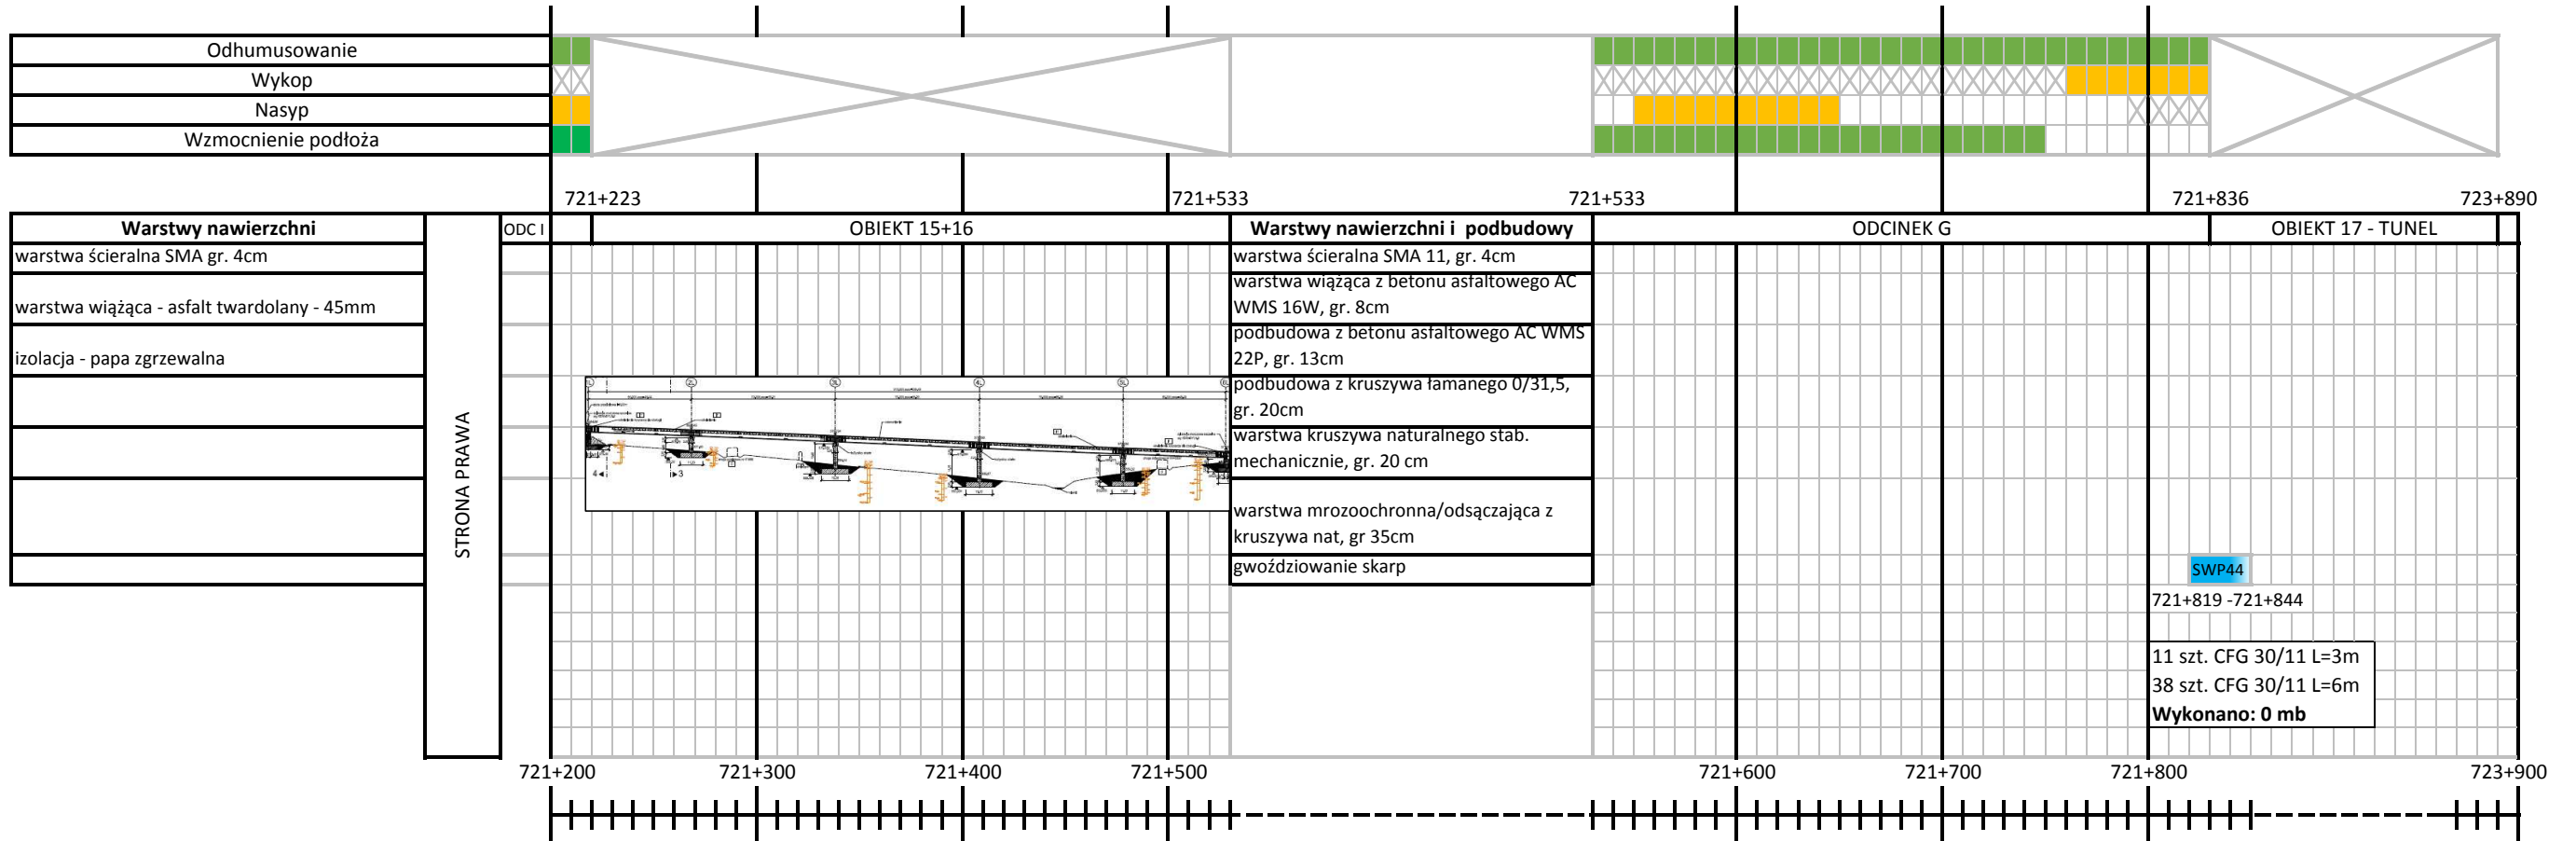 Odhumusowanie
Wykop
Nasyp
Wzmocnienie podłoża
721+223
721+533
721+533
721+836
723+890
Warstwy nawierzchni
ODC I
OBIEKT 15+16
Warstwy nawierzchni i podbudowy
ODCINEK G
OBIEKT 17 - TUNEL
STRONA PRAWA
warstwa ścieralna SMA gr. 4cm
warstwa wiążąca - asfalt twardolany - 45mm
izolacja - papa zgrzewalna
warstwa ścieralna SMA 11, gr. 4cm
warstwa wiążąca z betonu asfaltowego AC
WMS 16W, gr. 8cm
podbudowa z betonu asfaltowego AC WMS
22P, gr. 13cm
podbudowa z kruszywa łamanego 0/31,5,
gr. 20cm
warstwa kruszywa naturalnego stab.
mechanicznie, gr. 20 cm
warstwa mrozoochronna/odsączająca z
kruszywa nat, gr 35cm
gwoździowanie skarp
SWP44
721+819 -721+844
11 szt. CFG 30/11 L=3m
38 szt. CFG 30/11 L=6m
Wykonano: 0 mb
721+200
721+300
721+400
721+500
721+600
721+700
721+800
723+900